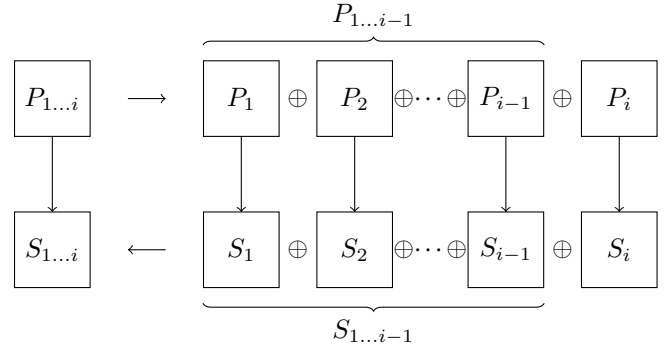 P_{1...i-1}
P_{1...i} ⟶ P_1 ⊕ P_2 ⊕⋯⊕ P_{i-1} ⊕ P_i
S_{1...i} ⟵ S_1 ⊕ S_2 ⊕⋯⊕ S_{i-1} ⊕ S_i
S_{1...i-1}